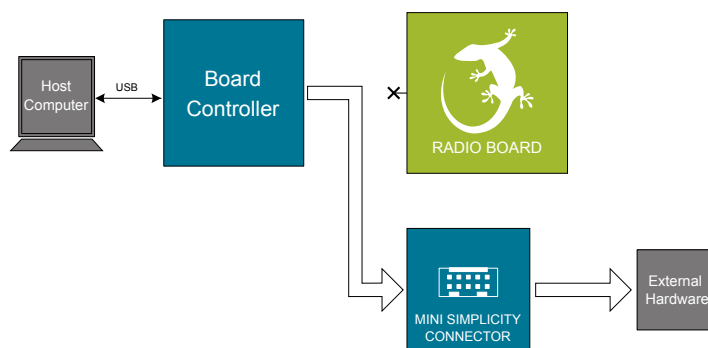 Host
Computer
USB
Board
Controller
RADIO BOARD
MINI SIMPLICITY
CONNECTOR
External
Hardware